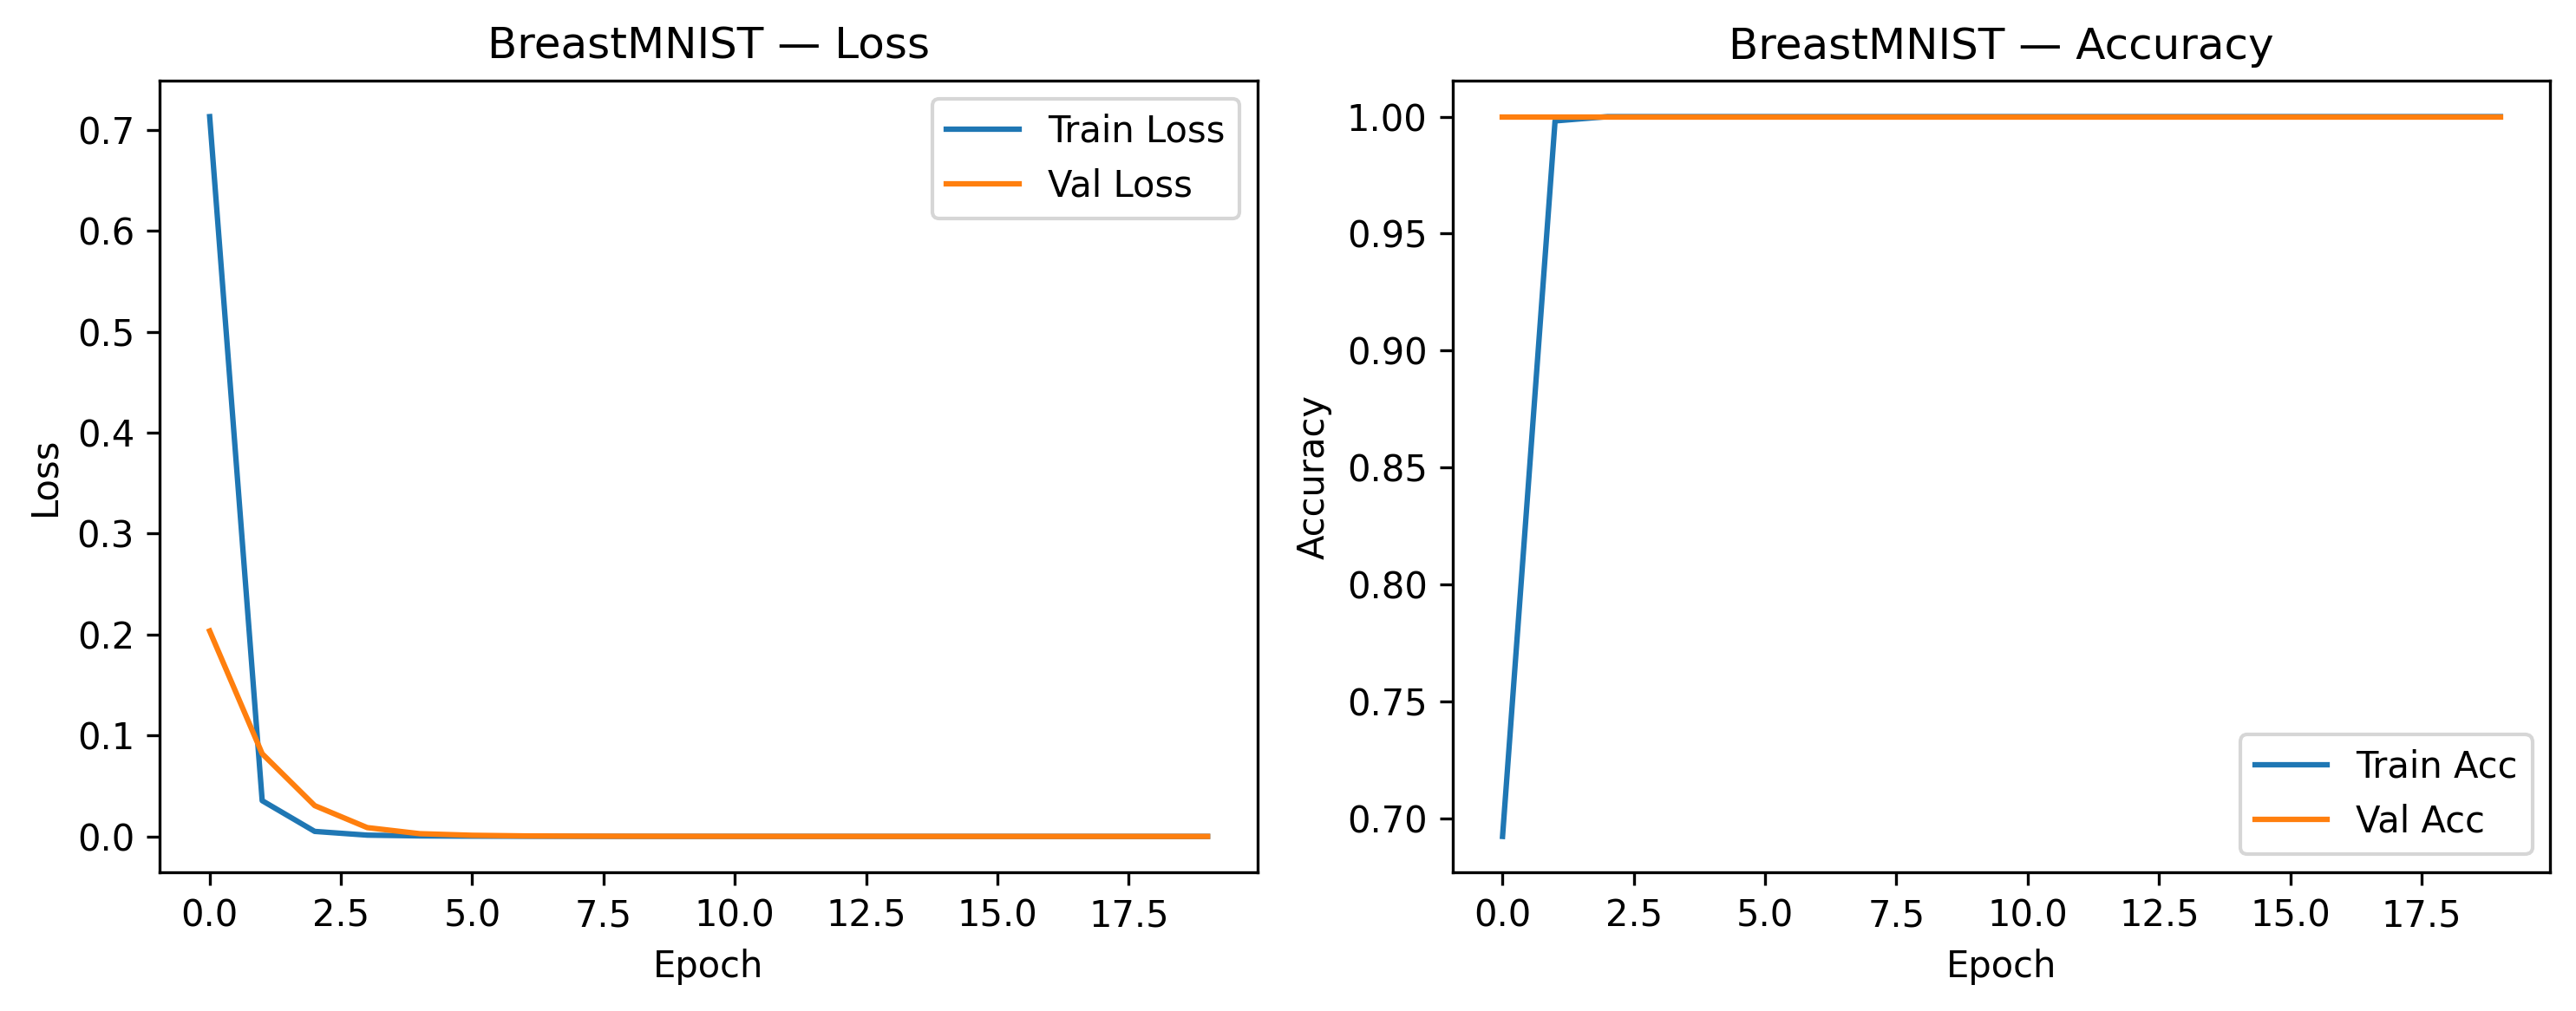 BreastMNIST — Loss
0.7
0.6
0.5
0.4
0.3
0.2
0.1
0.0
Loss
Train Loss
Val Loss
0.0 2.5 5.0 7.5 10.0 12.5 15.0 17.5
Epoch
BreastMNIST — Accuracy
1.00
0.95
0.90
0.85
0.80
0.75
0.70
Accuracy
Train Acc
Val Acc
0.0 2.5 5.0 7.5 10.0 12.5 15.0 17.5
Epoch